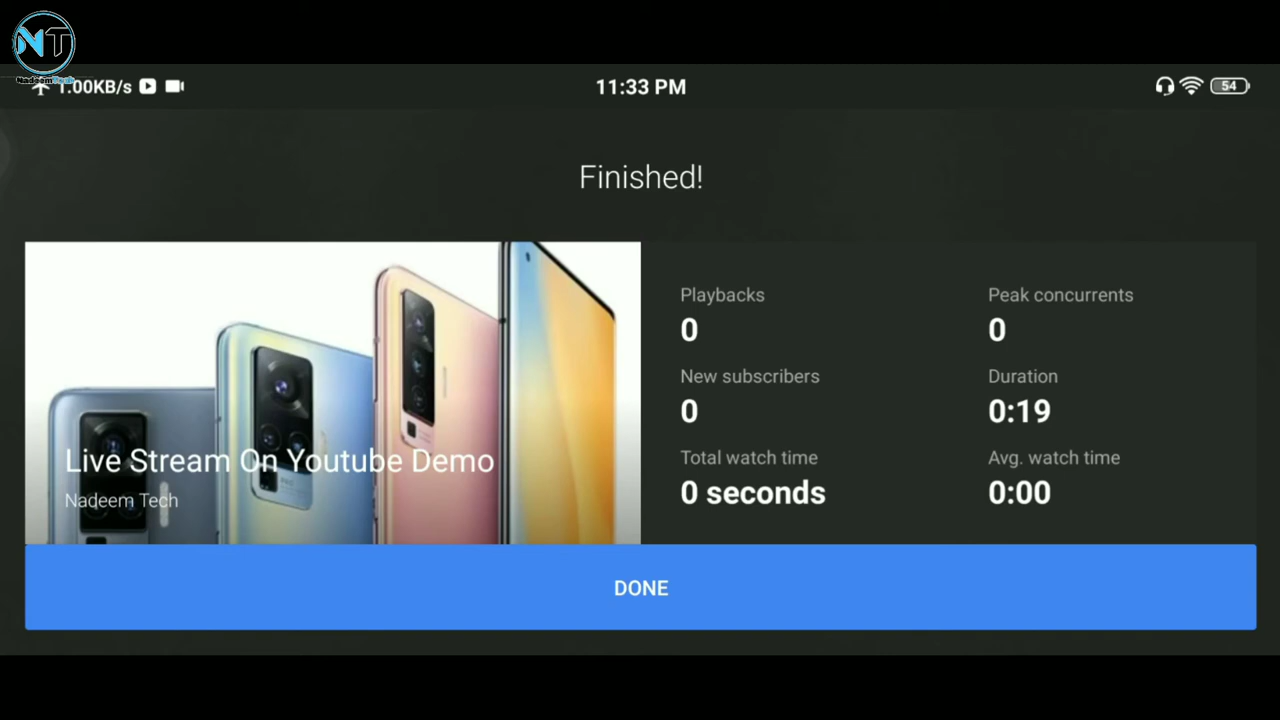 NT
NadeemTech
1.00KB/s
11:33 PM
54
Finished!
Live Stream On Youtube Demo
Nadeem Tech
Playbacks
0
Peak concurrents
0
New subscribers
0
Duration
0:19
Total watch time
0 seconds
Avg. watch time
0:00
DONE